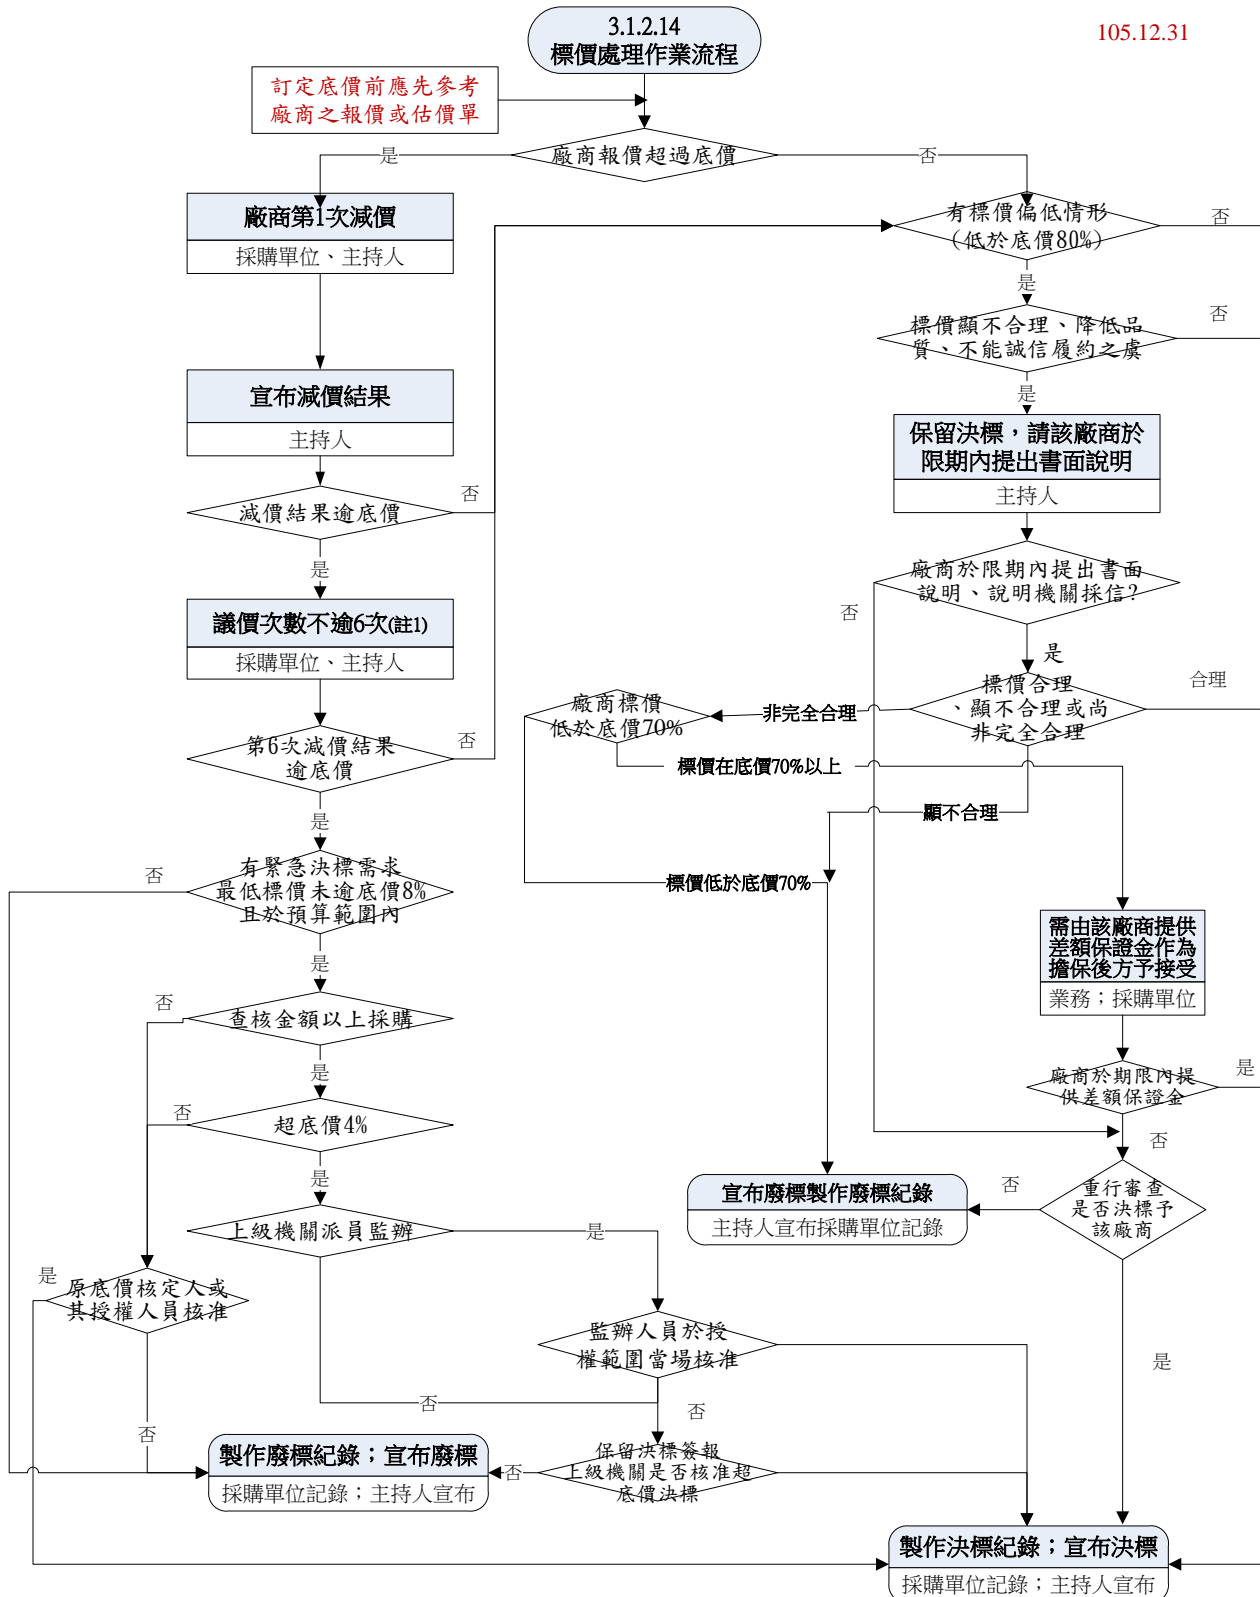 3.1.2.14
標價處理作業流程
105.12.31
訂定底價前應先參考
廠商之報價或估價單
廠商報價超過底價
是
否
廠商第1次減價
採購單位、主持人
有標價偏低情形
(低於底價80%)
否
是
標價顯不合理、降低品
質、不能誠信履約之虞
否
是
宣布減價結果
主持人
保留決標，請該廠商於
限期內提出書面說明
主持人
減價結果逾底價
否
是
廠商於限期內提出書面
說明、說明機關採信?
否
是
議價次數不逾6次(註1)
採購單位、主持人
標價合理
、顯不合理或尚
非完全合理
合理
非完全合理
廠商標價
低於底價70%
第6次減價結果
逾底價
否
是
標價在底價70%以上
顯不合理
標價低於底價70%
有緊急決標需求
最低標價未逾底價8%
且於預算範圍內
否
是
需由該廠商提供
差額保證金作為
擔保後方予接受
業務；採購單位
查核金額以上採購
否
是
廠商於期限內提
供差額保證金
是
否
超底價4%
否
是
重行審查
是否決標予
該廠商
否
是
宣布廢標製作廢標紀錄
主持人宣布採購單位記錄
上級機關派員監辦
是
否
原底價核定人或
其授權人員核准
是
否
監辦人員於授
權範圍當場核准
否
保留決標簽報
上級機關是否核准超
底價決標
否
製作廢標紀錄；宣布廢標
採購單位記錄；主持人宣布
製作決標紀錄；宣布決標
採購單位記錄；主持人宣布